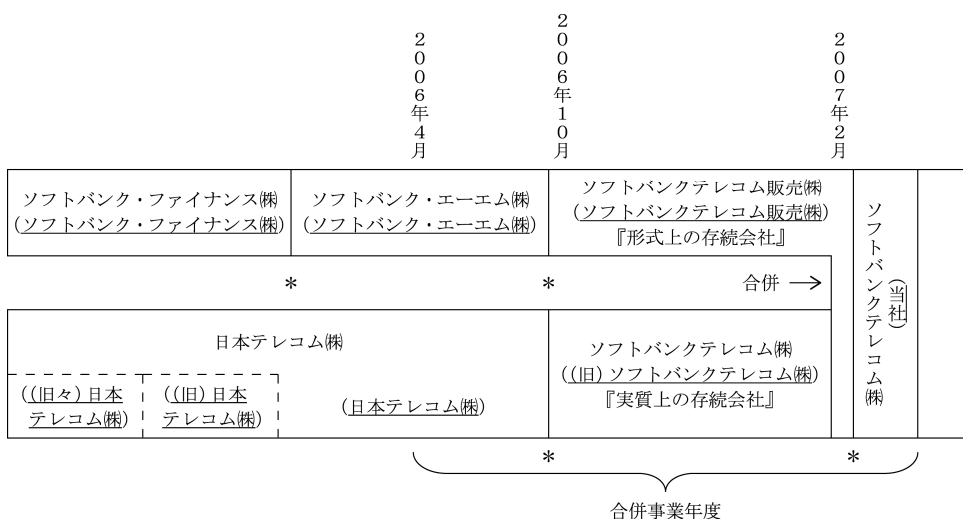 2006年4月
2006年10月
2007年2月
ソフトバンク・ファイナンス㈱
(ソフトバンク・ファイナンス㈱)
ソフトバンク・エーエム㈱
(ソフトバンク・エーエム㈱)
ソフトバンクテレコム販売㈱
(ソフトバンクテレコム販売㈱)
『形式上の存続会社』
ソフトバンクテレコム㈱
(当社)
* * 合併 →
日本テレコム㈱
((旧々)日本
テレコム㈱)
((旧)日本
テレコム㈱)
(日本テレコム㈱)
ソフトバンクテレコム㈱
((旧)ソフトバンクテレコム㈱)
『実質上の存続会社』
* *
合併事業年度